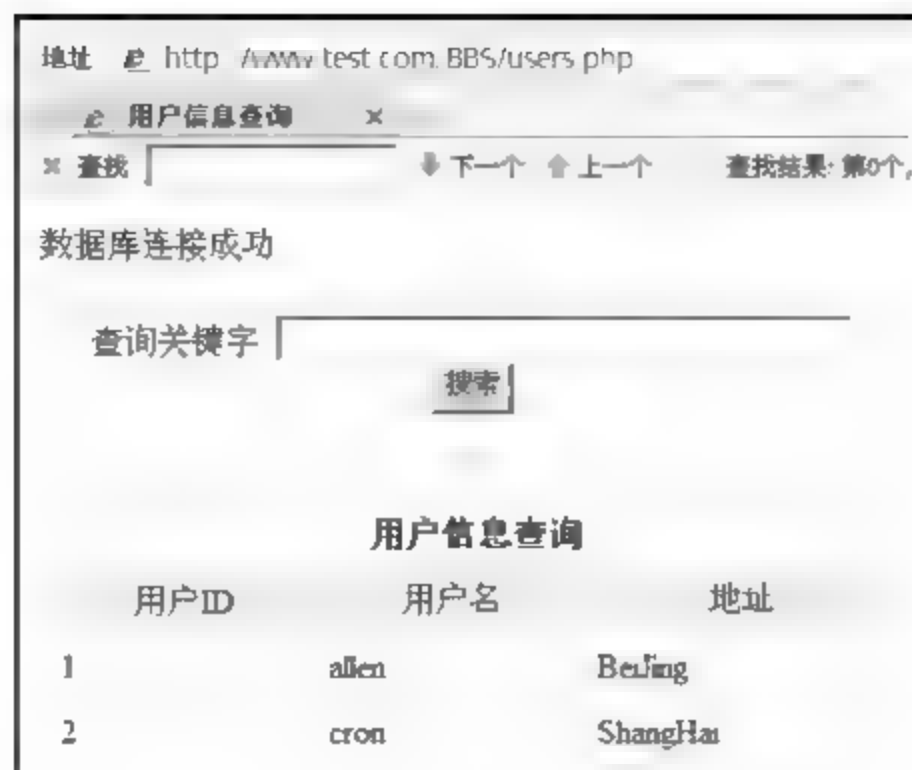 地址 http //www test com/BBS/users php
用户信息查询 ×
× 查找 下一个 上一个 查找结果: 第0个,
数据库连接成功
查询关键字
搜索
用户信息查询
用户ID 用户名 地址
1 allen BeiJing
2 cron ShangHai